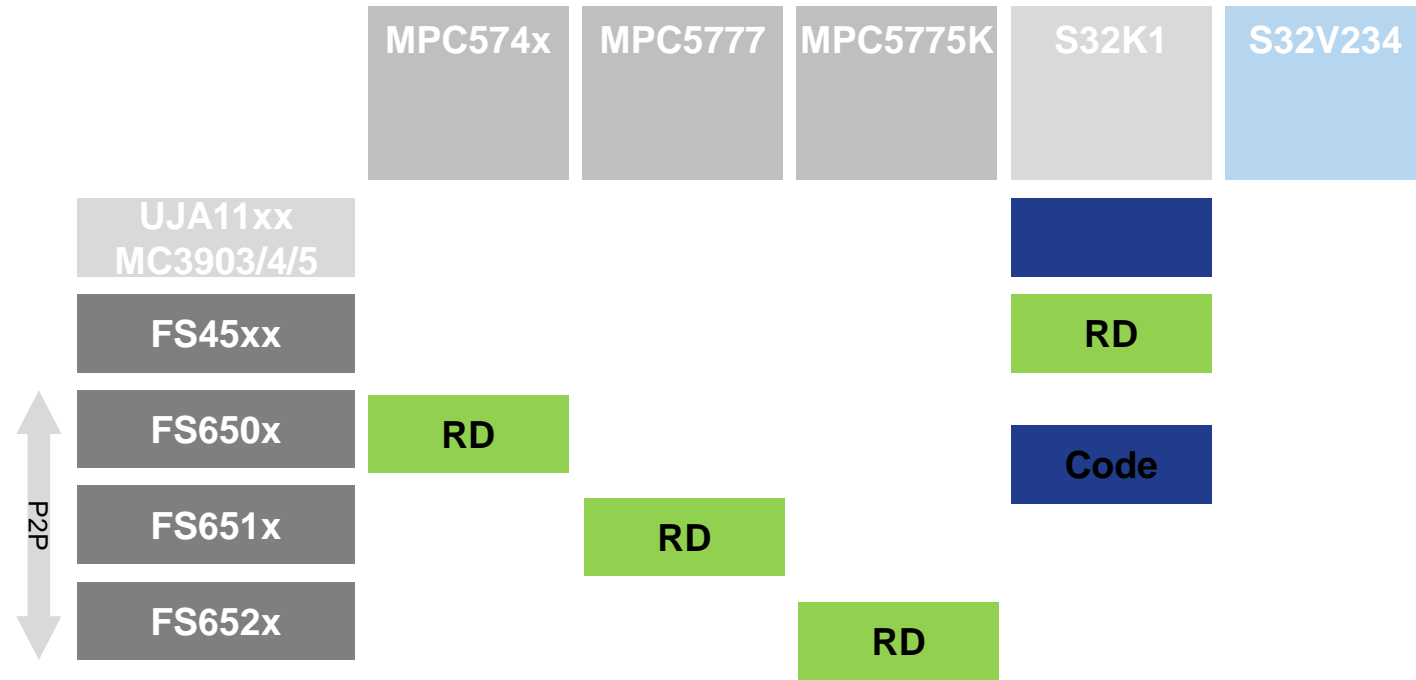 MPC574x
MPC5777
MPC5775K
S32K1
S32V234
UJA11xx
MC3903/4/5
FS45xx
RD
FS650x
RD
Code
P2P
FS651x
RD
FS652x
RD